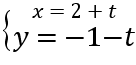 x = 2 + t
y = −1−t